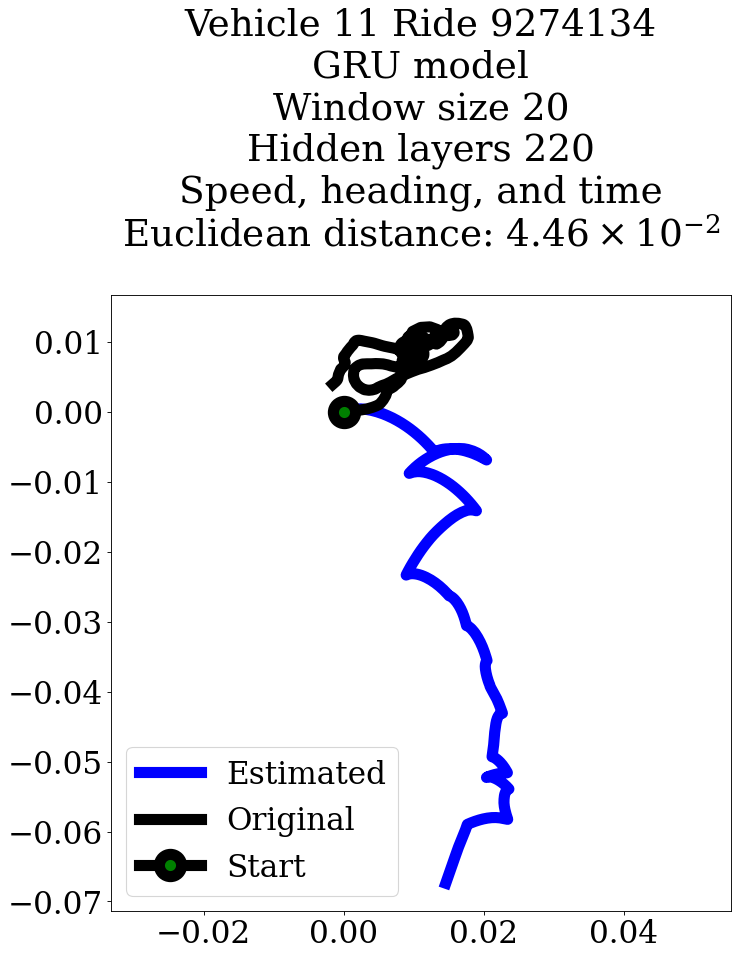 Vehicle 11 Ride 9274134
GRU model
Window size 20
Hidden layers 220
Speed, heading, and time
Euclidean distance: 4.46 × 10⁻²
0.01
0.00
−0.01
−0.02
−0.03
−0.04
−0.05
−0.06
−0.07
Estimated
Original
Start
−0.02 0.00 0.02 0.04